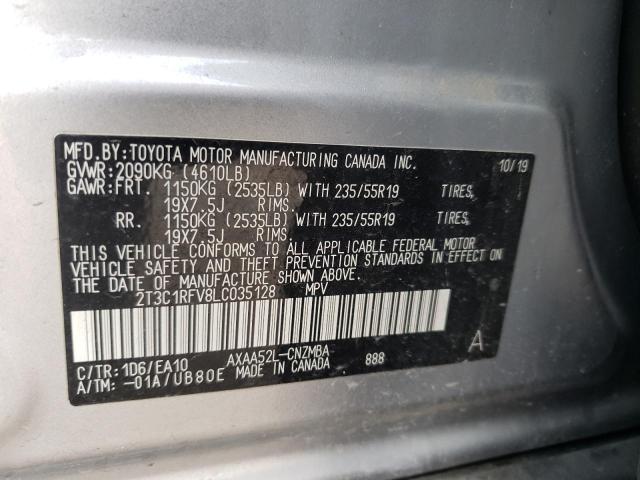 MFD.BY:TOYOTA MOTOR MANUFACTURING CANADA INC. 10/19
GVWR:2090KG (4610LB)
GAWR:FRT. 1150KG (2535LB) WITH 235/55R19 TIRES,
19X7.5J RIMS.
RR. 1150KG (2535LB) WITH 235/55R19 TIRES,
19X7.5J RIMS.
THIS VEHICLE CONFORMS TO ALL APPLICABLE FEDERAL MOTOR
VEHICLE SAFETY AND THEFT PREVENTION STANDARDS IN EFFECT ON
THE DATE OF MANUFACTURE SHOWN ABOVE.
2T3C1RFV8LC035128 MPV
A
C/TR:1D6/EA10 AXAA52L-CNZMBA 888
A/TM: -01A/UB80E MADE IN CANADA